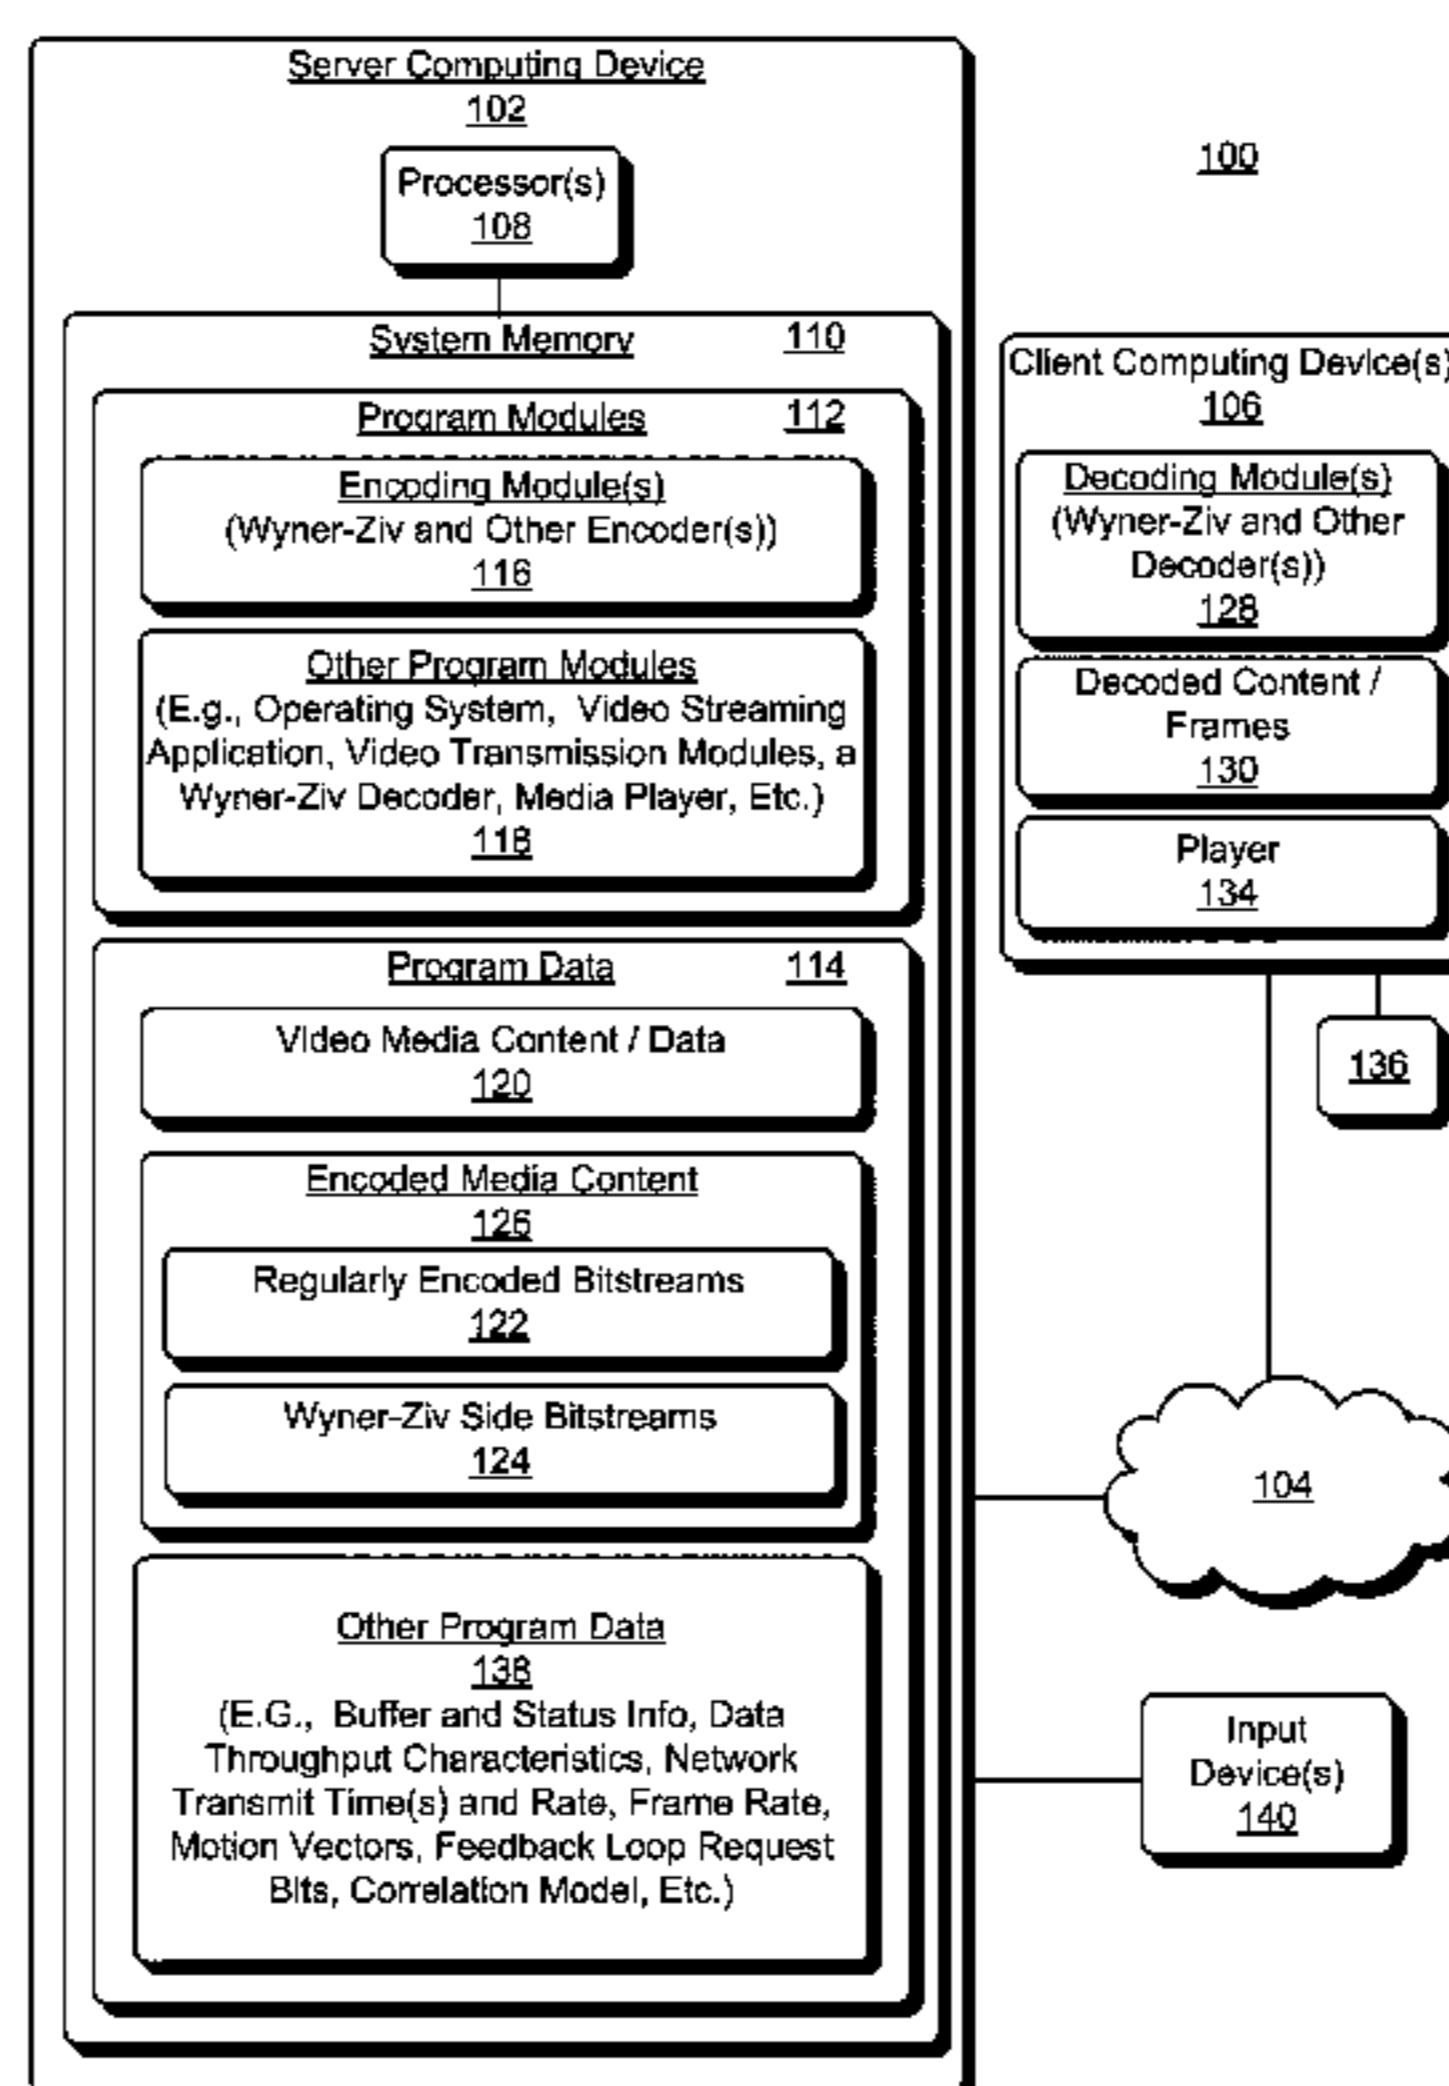 Server Computing Device
102
Processor(s)
108
System Memory 110
Program Modules 112
Encoding Module(s)
(Wyner-Ziv and Other Encoder(s))
116
Other Program Modules
(E.g., Operating System, Video Streaming
Application, Video Transmission Modules, a
Wyner-Ziv Decoder, Media Player, Etc.)
118
Program Data 114
Video Media Content / Data
120
Encoded Media Content
126
Regularly Encoded Bitstreams
122
Wyner-Ziv Side Bitstreams
124
Other Program Data
138
(E.G., Buffer and Status Info, Data
Throughput Characteristics, Network
Transmit Time(s) and Rate, Frame Rate,
Motion Vectors, Feedback Loop Request
Bits, Correlation Model, Etc.)
100
Client Computing Device(s)
106
Decoding Module(s)
(Wyner-Ziv and Other
Decoder(s))
128
Decoded Content /
Frames
130
Player
134
136
104
Input
Device(s)
140